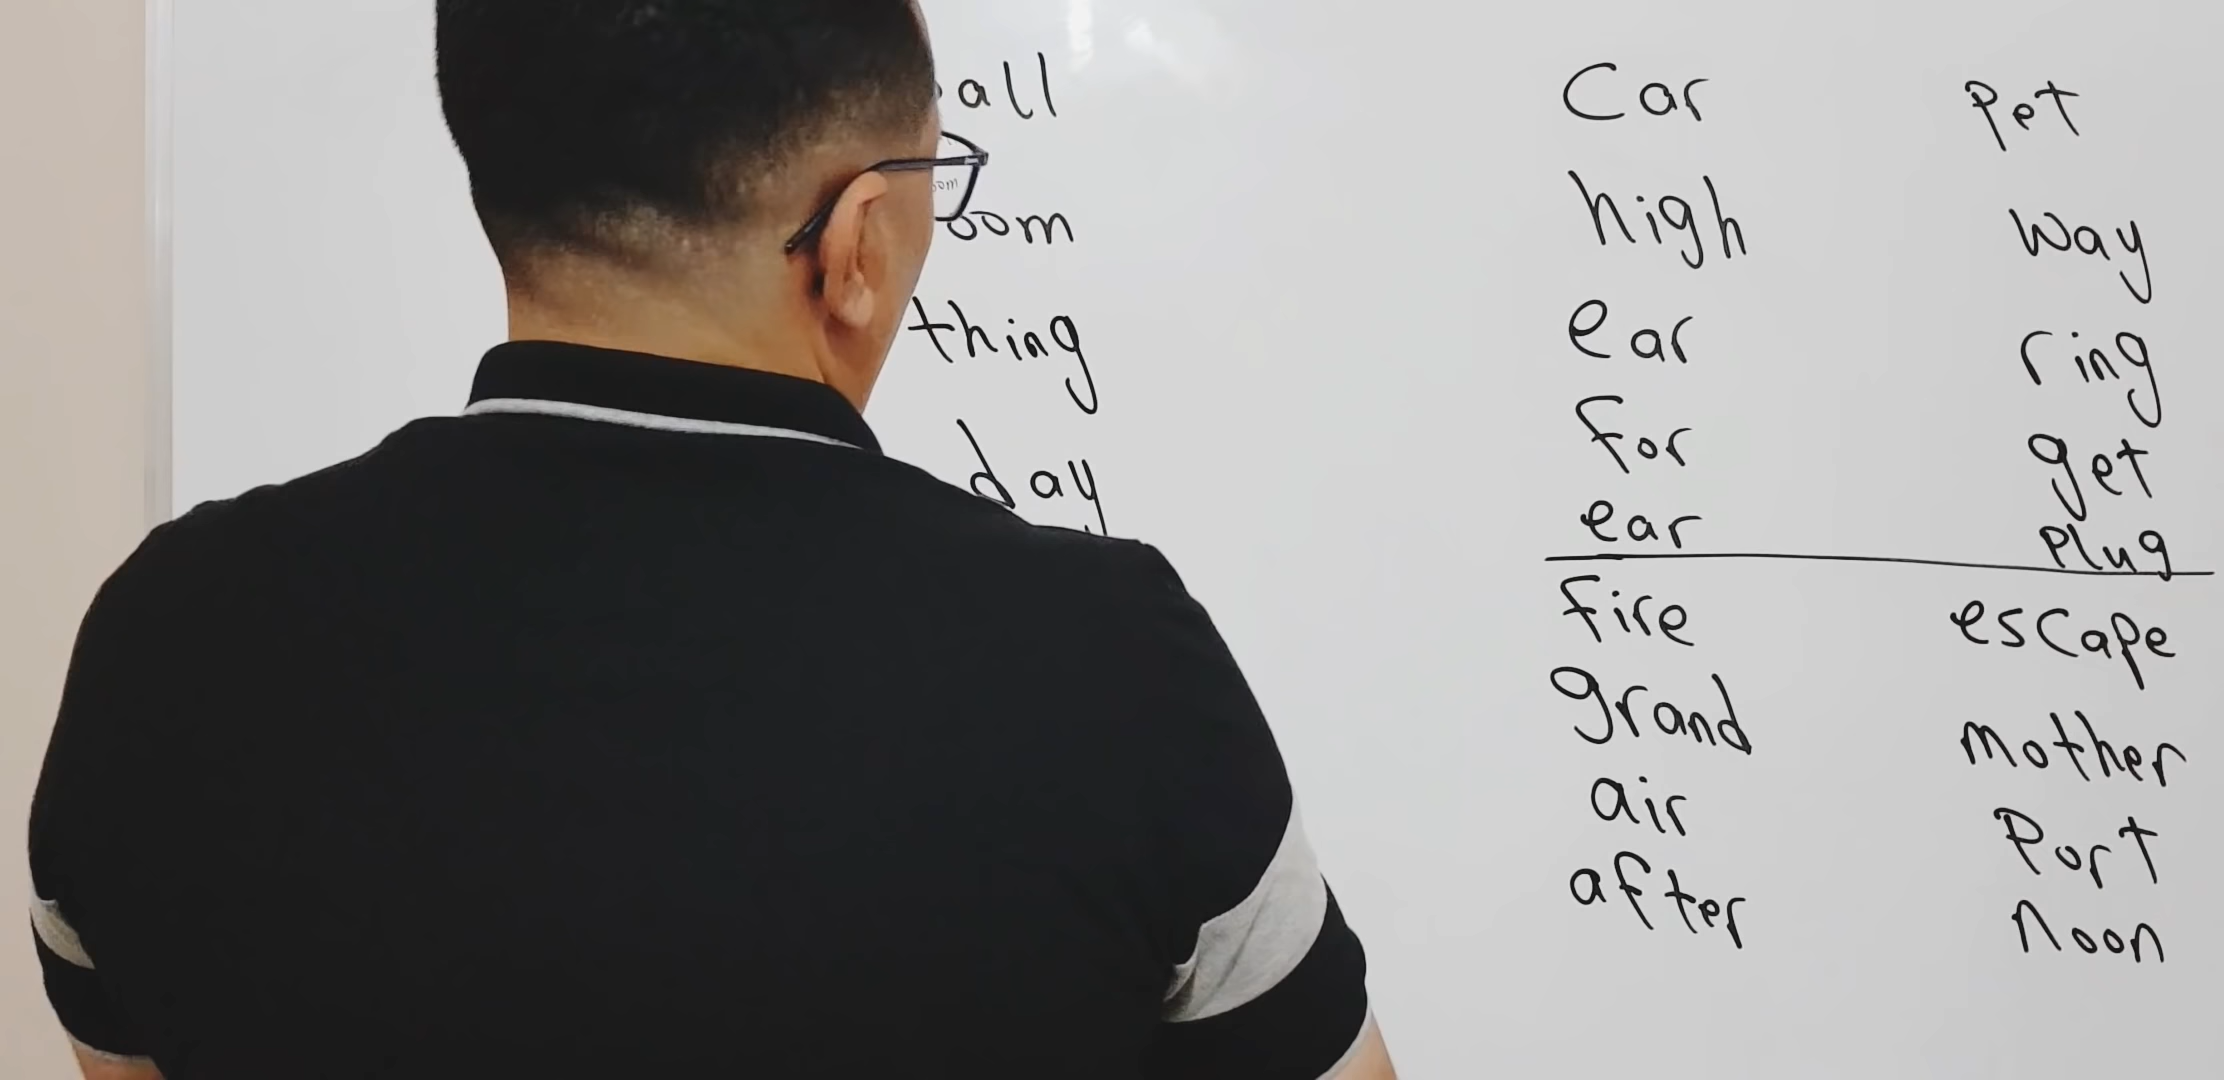 all
oom
thing
day
Car pet
high way
ear ring
for get
ear plug
fire escape
grand mother
air Port
after noon